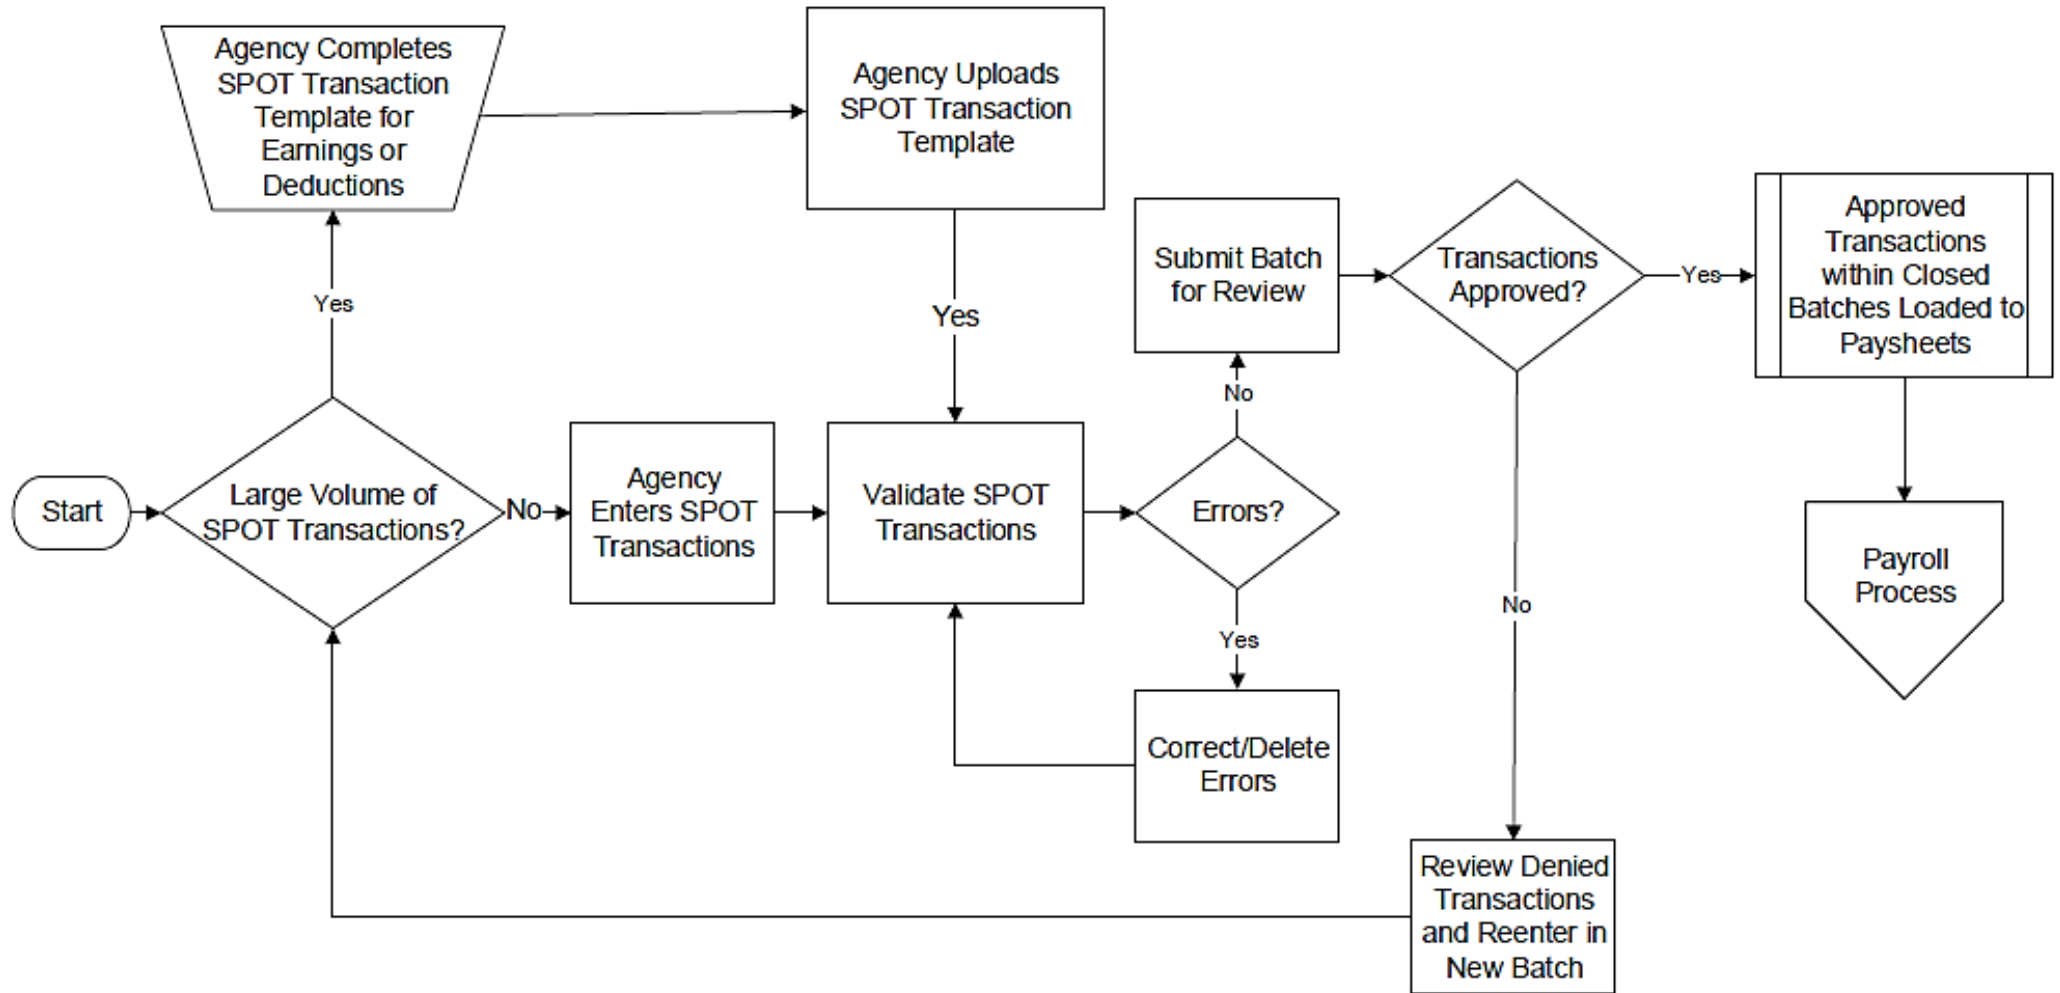 Agency Completes
SPOT Transaction
Template for
Earnings or
Deductions
Agency Uploads
SPOT Transaction
Template
Yes
Yes
Start
Large Volume of
SPOT Transactions?
No
Agency
Enters SPOT
Transactions
Validate SPOT
Transactions
Errors?
No
Submit Batch
for Review
Transactions
Approved?
Yes
Approved
Transactions
within Closed
Batches Loaded to
Paysheets
Payroll
Process
Yes
Correct/Delete
Errors
No
Review Denied
Transactions
and Reenter in
New Batch